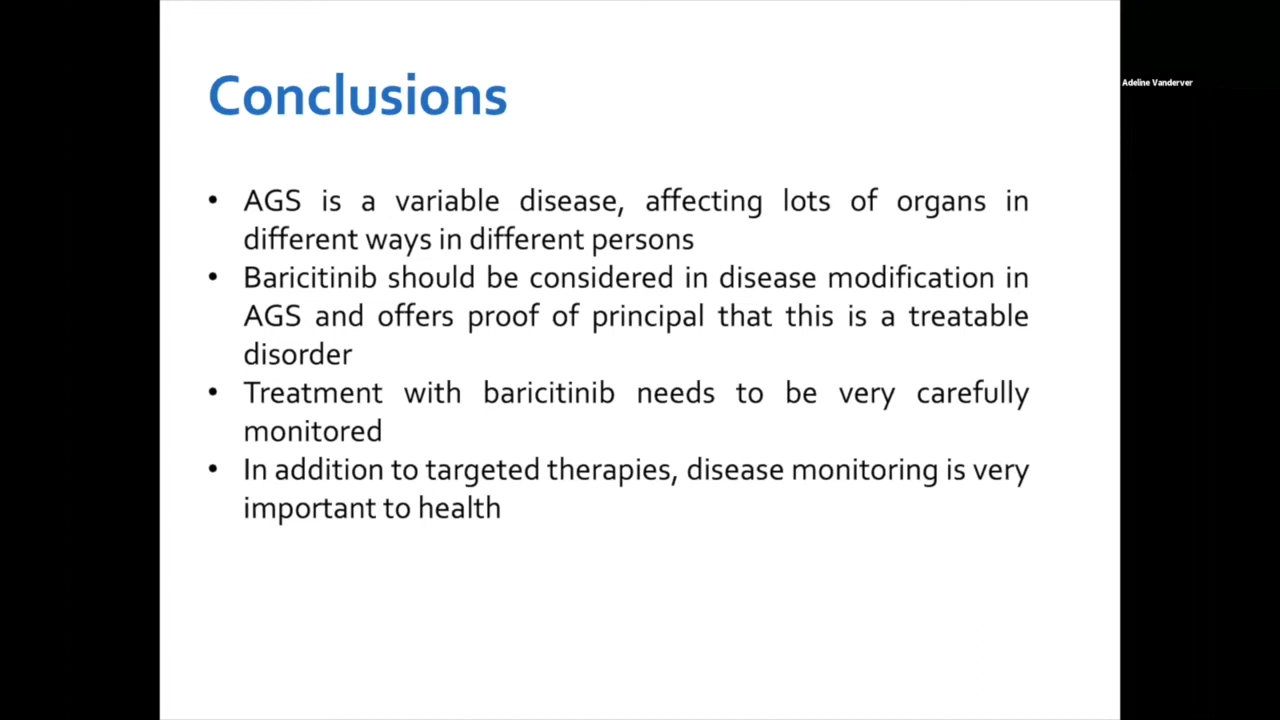 Conclusions
Adeline Vanderver
• AGS is a variable disease, affecting lots of organs in
different ways in different persons
• Baricitinib should be considered in disease modification in
AGS and offers proof of principal that this is a treatable
disorder
• Treatment with baricitinib needs to be very carefully
monitored
• In addition to targeted therapies, disease monitoring is very
important to health